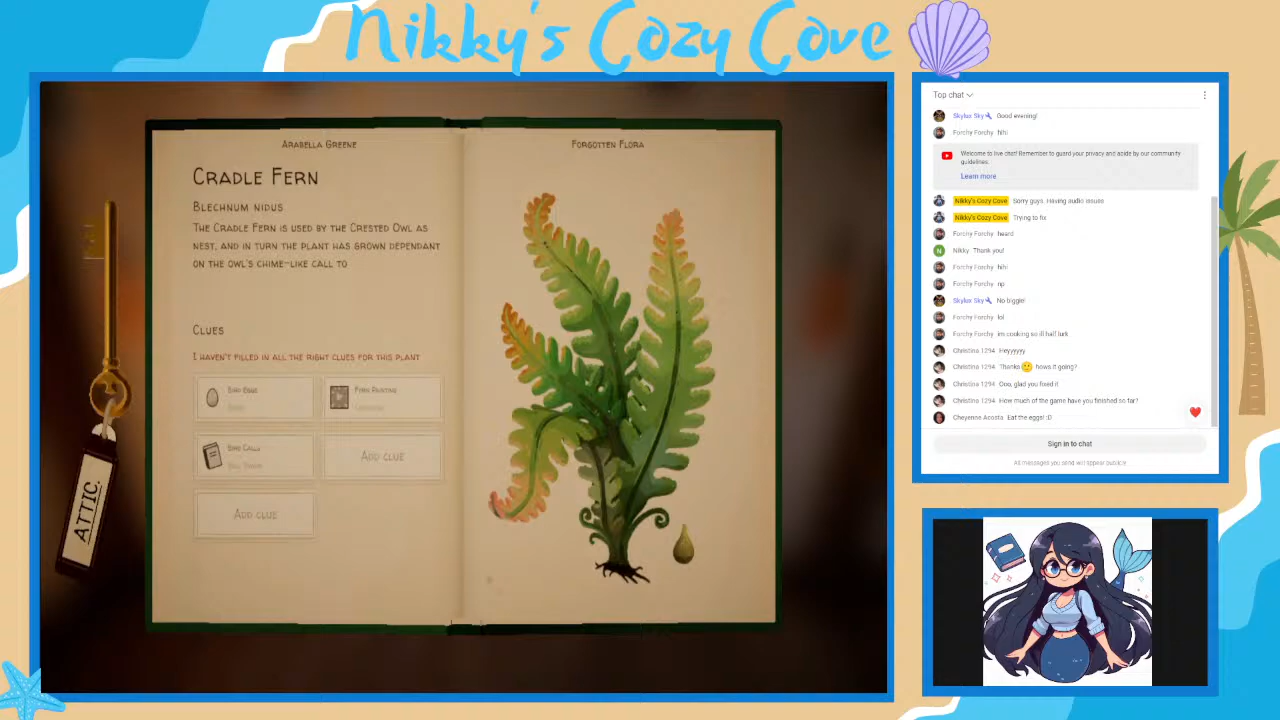 Nikky's Cozy Cove
Arabella Greene
Forgotten Flora
Cradle Fern
Blechnum nidus
The Cradle Fern is used by the Crested Owl as
nest, and in turn the plant has grown dependant
on the owl's chime-like call to
Clues
I haven't filled in all the right clues for this plant
Bird Eggs
Fern Painting
Bird Calls
Add clue
Add clue
ATTIC.
Top chat
Skylux Sky Good evening!
Forchy Forchy hihi
Welcome to live chat! Remember to guard your privacy and abide by our community
guidelines.
Learn more
Nikky's Cozy Cove Sorry guys. Having audio issues
Nikky's Cozy Cove Trying to fix
Forchy Forchy heard
N Nikky Thank you!
Forchy Forchy hihi
Forchy Forchy np
Skylux Sky No biggie!
Forchy Forchy lol
Forchy Forchy im cooking so ill half lurk
Christina 1294 Heyyyyy
Christina 1294 Thanks 🙂 hows it going?
Christina 1294 Ooo, glad you fixed it
Christina 1294 How much of the game have you finished so far?
Cheyenne Acosta Eat the eggs! :D
Sign in to chat
All messages you send will appear publicly